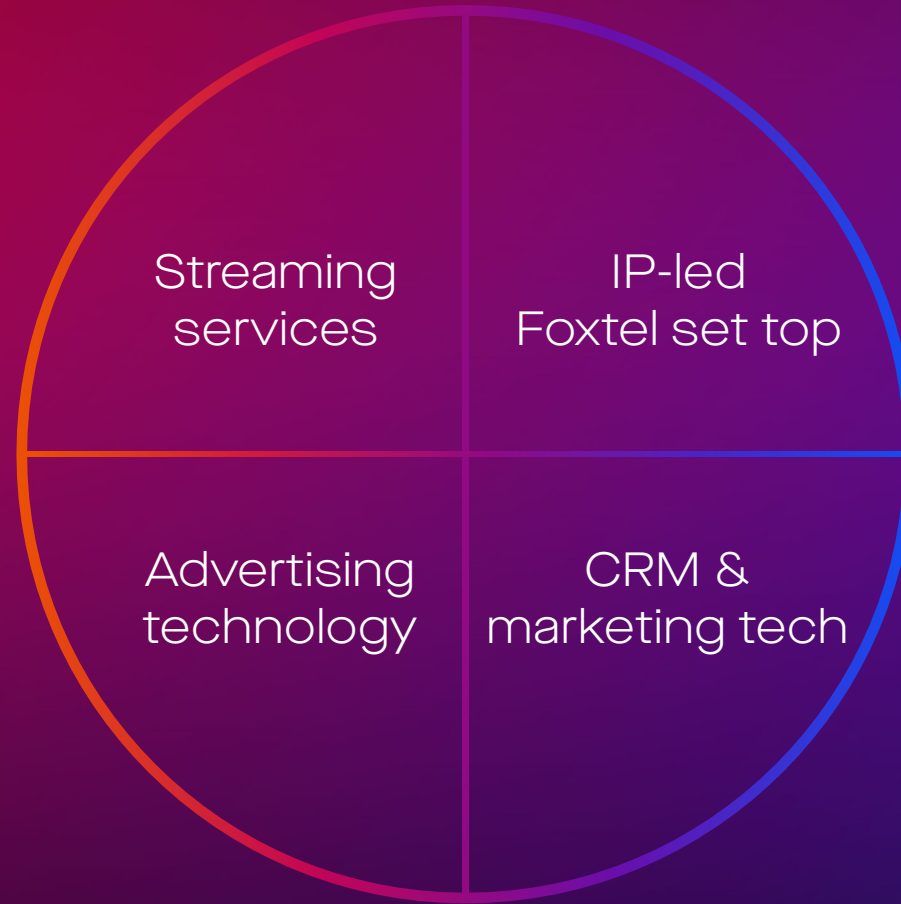 Streaming
services
IP-led
Foxtel set top
Advertising
technology
CRM &
marketing tech